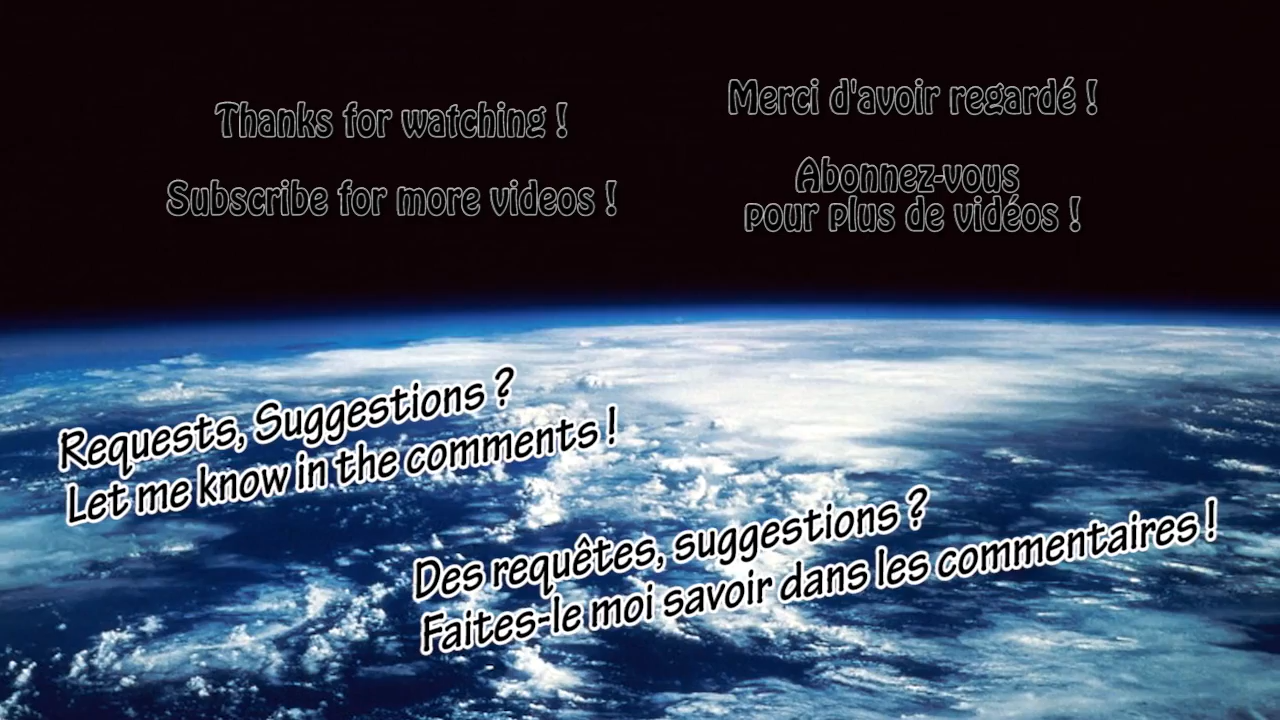 Thanks for watching !
Subscribe for more videos !
Merci d'avoir regardé !
Abonnez-vous
pour plus de vidéos !
Requests, Suggestions ?
Let me know in the comments !
Des requêtes, suggestions ?
Faites-le moi savoir dans les commentaires !